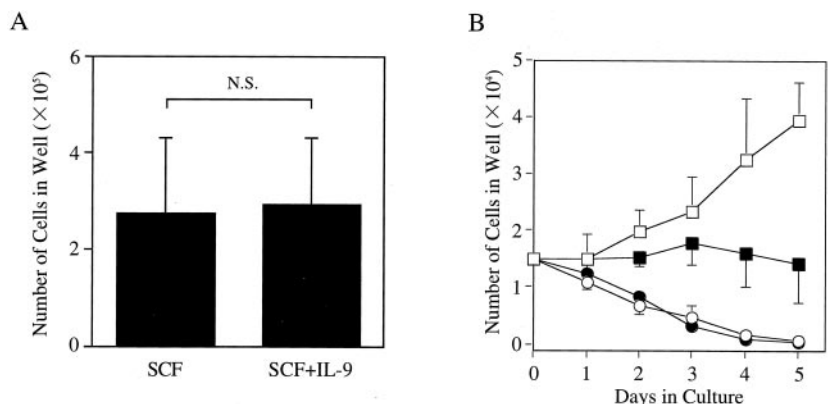 A
Number of Cells in Well (×10⁵)
6
4
2
0
N.S.
SCF
SCF+IL-9
B
Number of Cells in Well (×10⁴)
5
4
3
2
1
0
0 1 2 3 4 5
Days in Culture